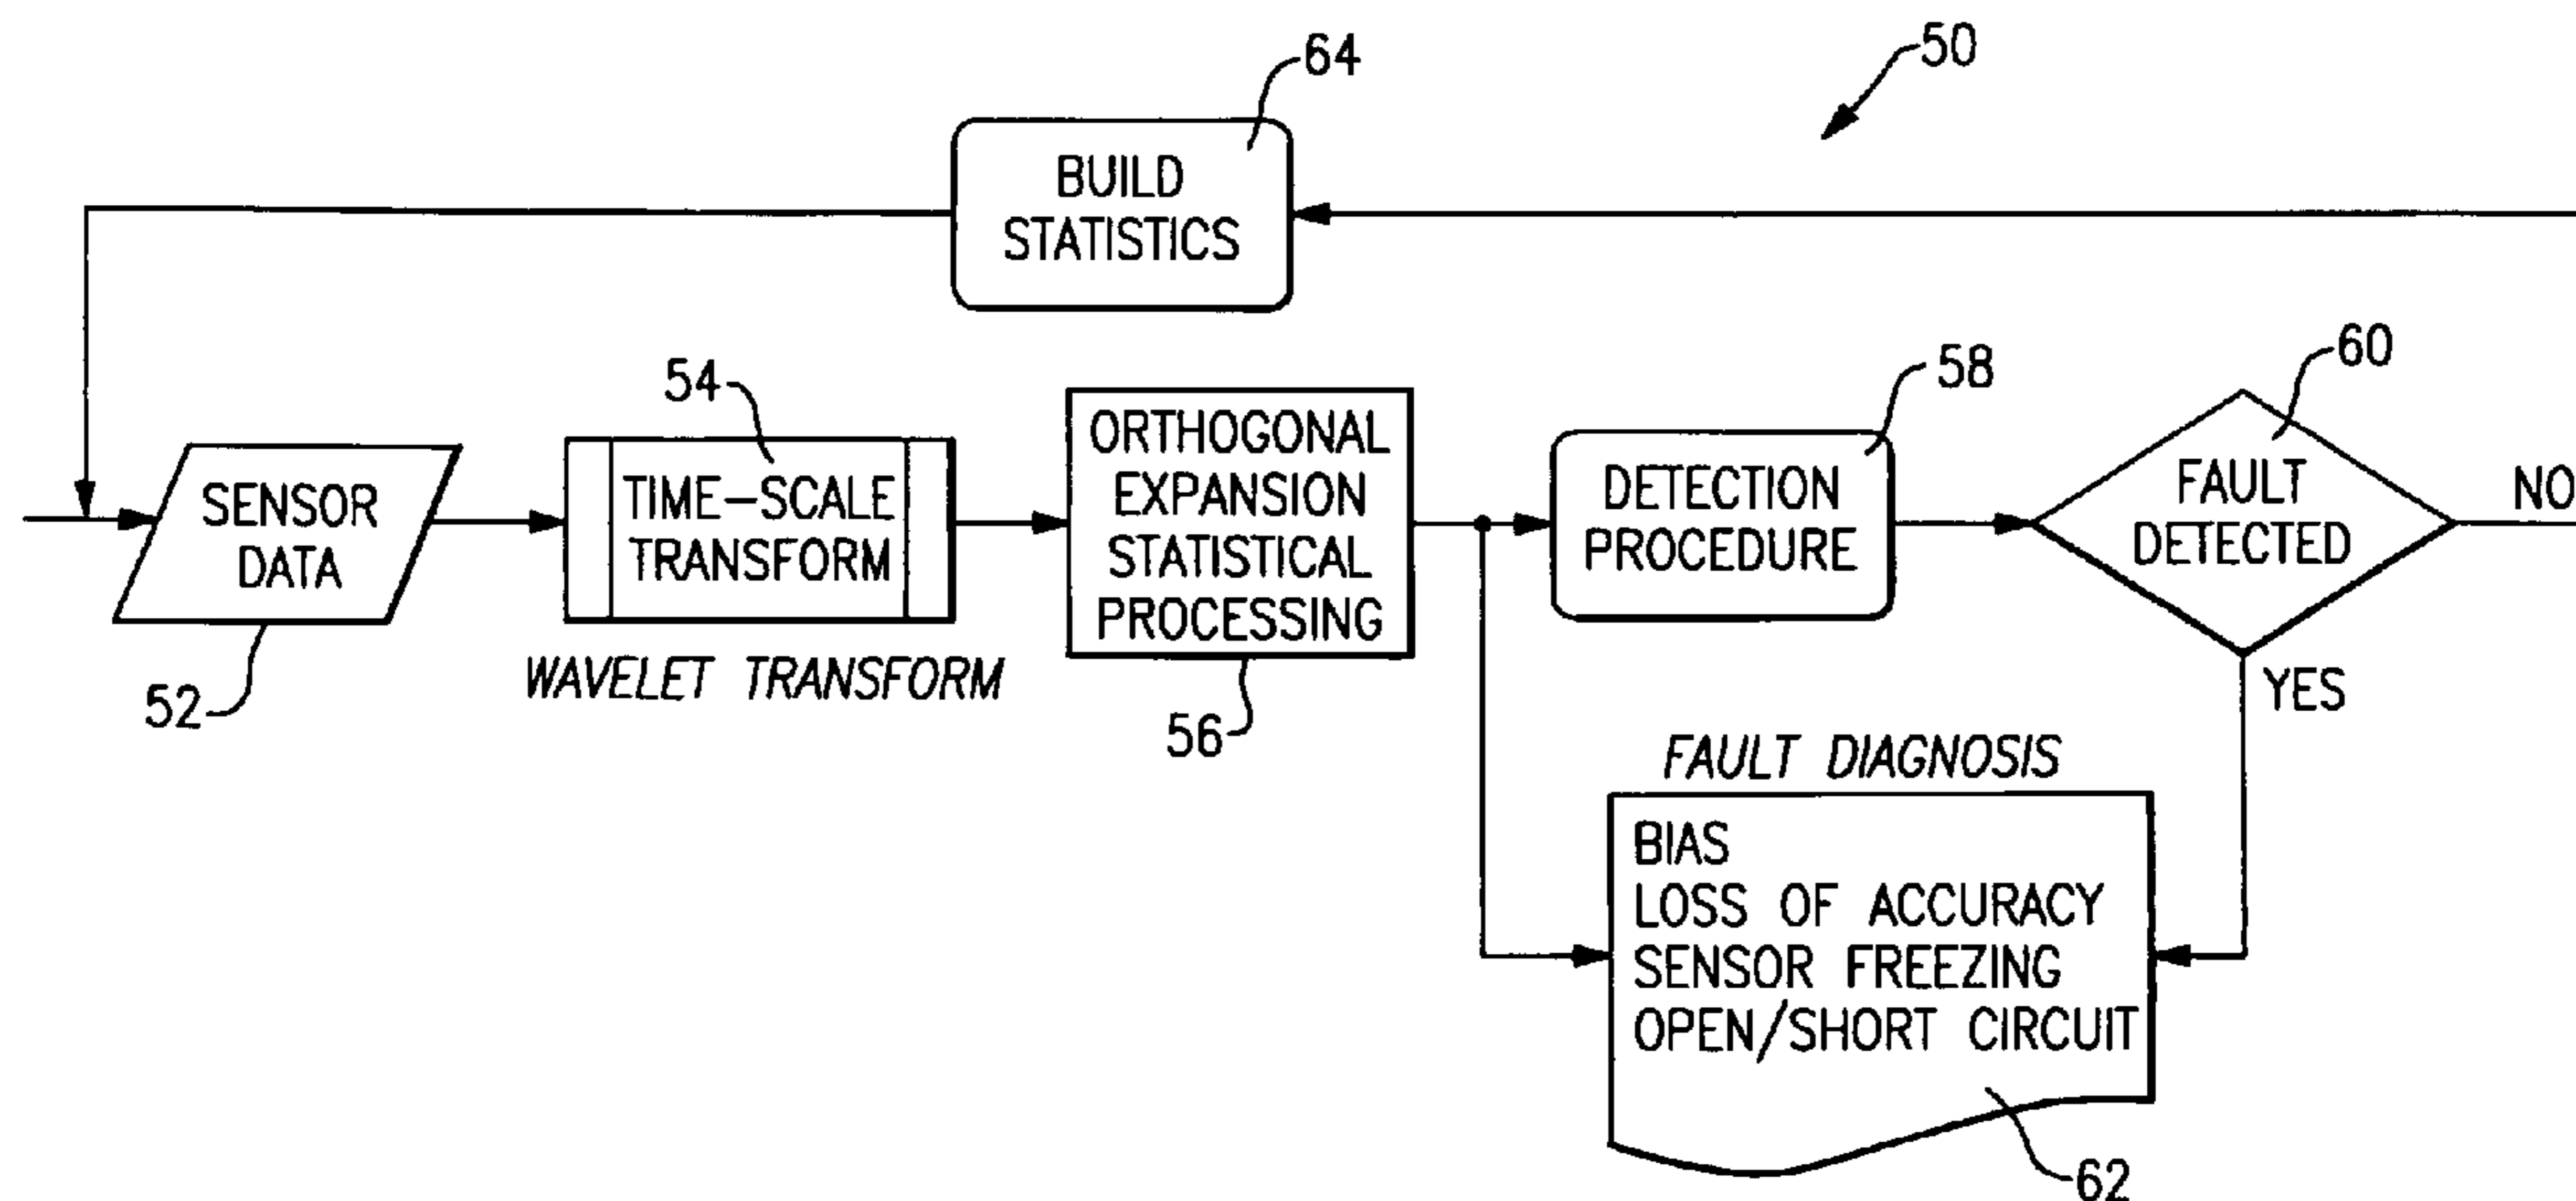 50
64
BUILD
STATISTICS
54
58
60
SENSOR
DATA
52
TIME-SCALE
TRANSFORM
WAVELET TRANSFORM
ORTHOGONAL
EXPANSION
STATISTICAL
PROCESSING
56
DETECTION
PROCEDURE
FAULT
DETECTED
NO
YES
FAULT DIAGNOSIS
BIAS
LOSS OF ACCURACY
SENSOR FREEZING
OPEN/SHORT CIRCUIT
62